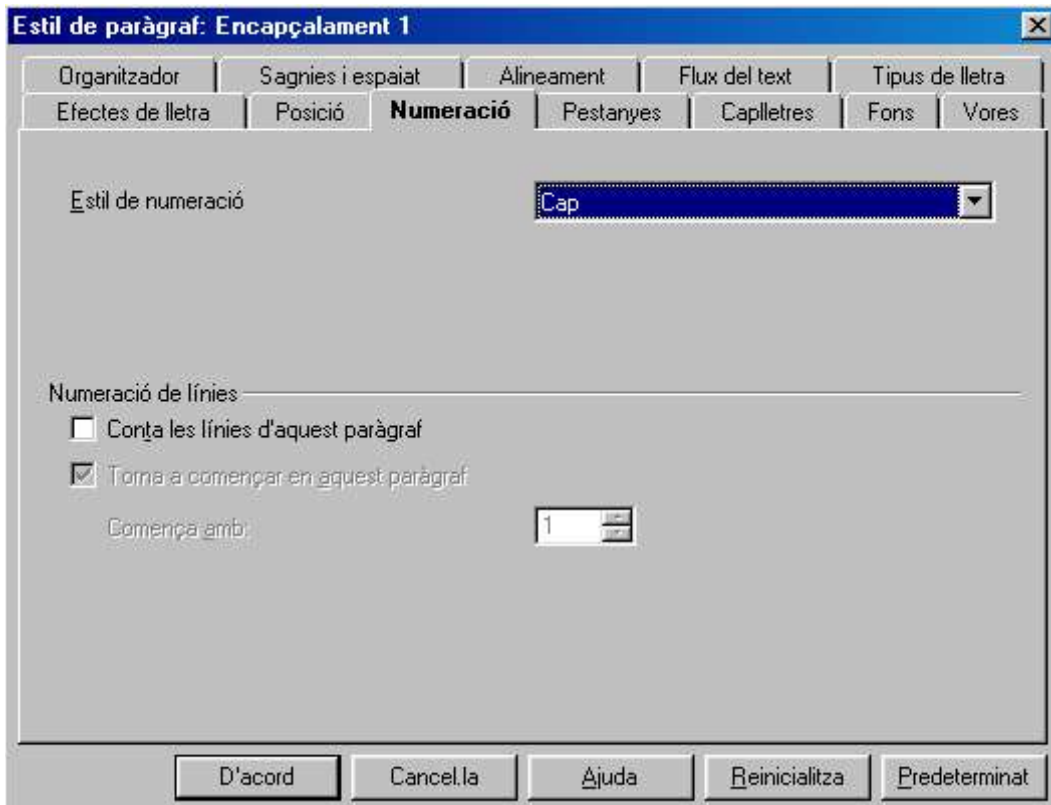 Estil de paràgraf: Encapçalament 1
Organitzador Sagnies i espaiat Alineament Flux del text Tipus de lletra
Efectes de lletra Posició Numeració Pestanyes Caplletres Fons Vores
Estil de numeració Cap
Numeració de línies
Conta les línies d'aquest paràgraf
Torna a començar en aquest paràgraf
Comença amb: 1
D'acord Cancel.la Ajuda Reinicialitza Predeterminat